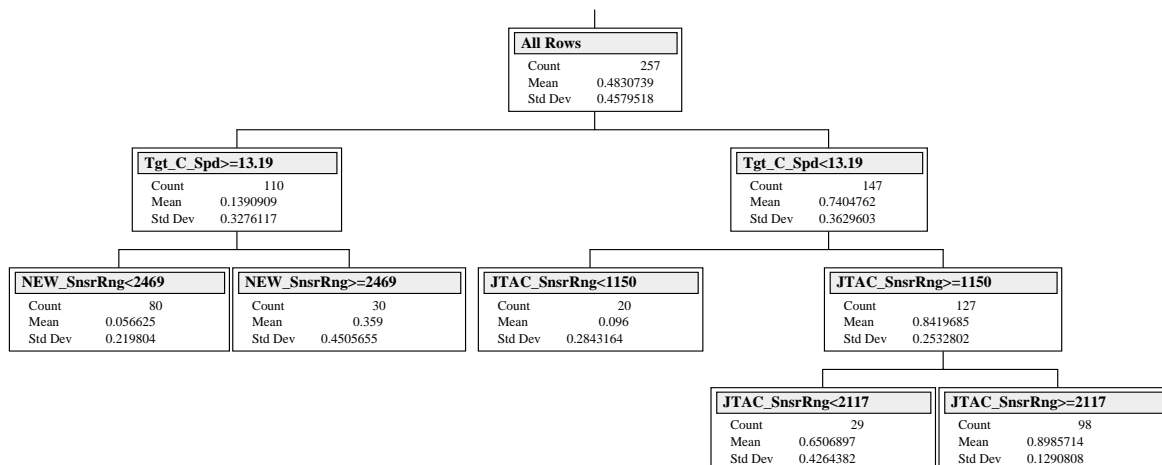 All Rows
Count 257
Mean 0.4830739
Std Dev 0.4579518
Tgt_C_Spd>=13.19
Count 110
Mean 0.1390909
Std Dev 0.3276117
Tgt_C_Spd<13.19
Count 147
Mean 0.7404762
Std Dev 0.3629603
NEW_SnsrRng<2469
Count 80
Mean 0.056625
Std Dev 0.219804
NEW_SnsrRng>=2469
Count 30
Mean 0.359
Std Dev 0.4505655
JTAC_SnsrRng<1150
Count 20
Mean 0.096
Std Dev 0.2843164
JTAC_SnsrRng>=1150
Count 127
Mean 0.8419685
Std Dev 0.2532802
JTAC_SnsrRng<2117
Count 29
Mean 0.6506897
Std Dev 0.4264382
JTAC_SnsrRng>=2117
Count 98
Mean 0.8985714
Std Dev 0.1290808